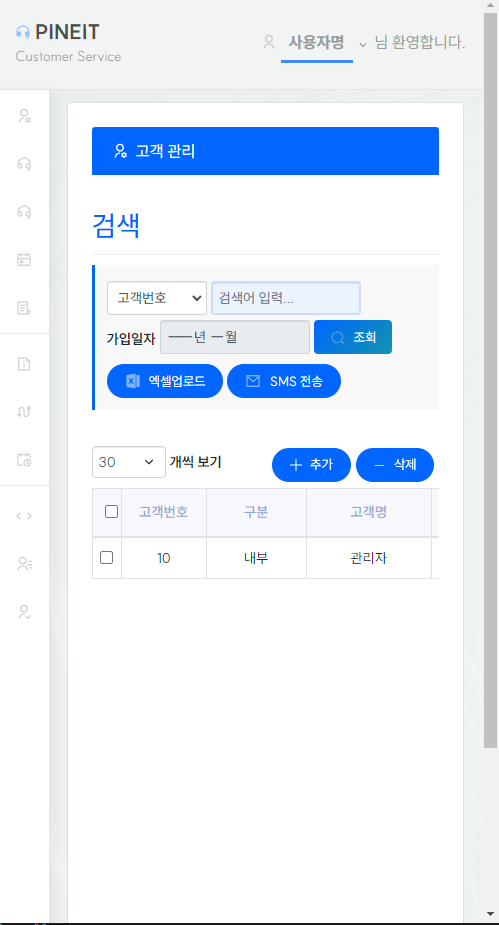 PINEIT
Customer Service
사용자명 님 환영합니다.
고객 관리
검색
고객번호 검색어 입력...
가입일자 ----년 --월 조회
엑셀업로드 SMS 전송
30 개씩 보기 추가 삭제
고객번호 구분 고객명
10 내부 관리자